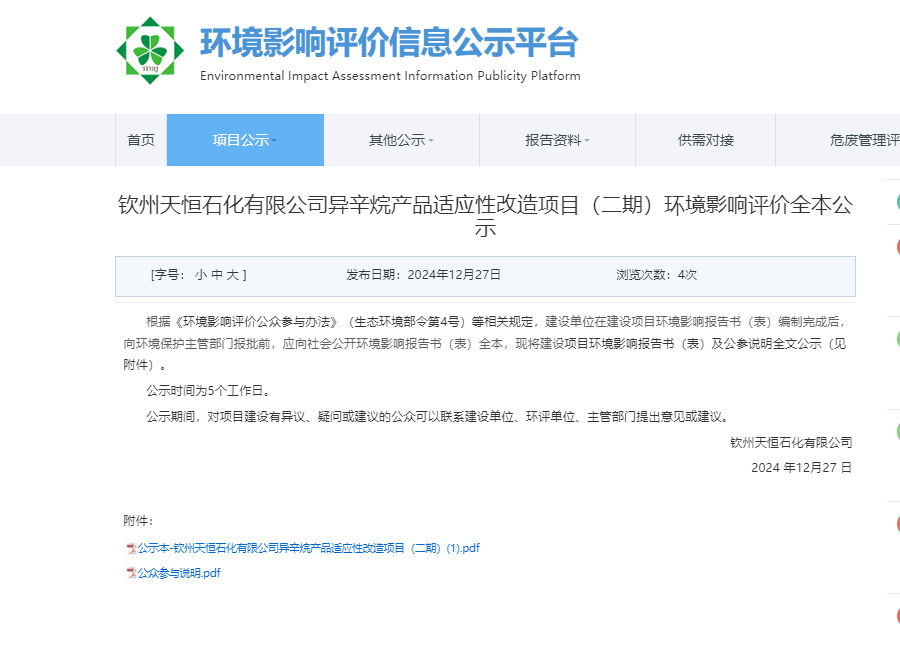 环境影响评价信息公示平台
Environmental Impact Assessment Information Publicity Platform
首页 项目公示 其他公示 报告资料 供需对接 危废管理评
钦州天恒石化有限公司异辛烷产品适应性改造项目（二期）环境影响评价全本公
示
[字号： 小 中 大 ] 发布日期：2024年12月27日 浏览次数：4次
根据《环境影响评价公众参与办法》（生态环境部令第4号）等相关规定，建设单位在建设项目环境影响报告书（表）编制完成后，
向环境保护主管部门报批前，应向社会公开环境影响报告书（表）全本，现将建设项目环境影响报告书（表）及公参说明全文公示（见
附件）。
公示时间为5个工作日。
公示期间，对项目建设有异议、疑问或建议的公众可以联系建设单位、环评单位、主管部门提出意见或建议。
钦州天恒石化有限公司
2024 年12月27 日
附件：
公示本-钦州天恒石化有限公司异辛烷产品适应性改造项目（二期）(1).pdf
公众参与说明.pdf